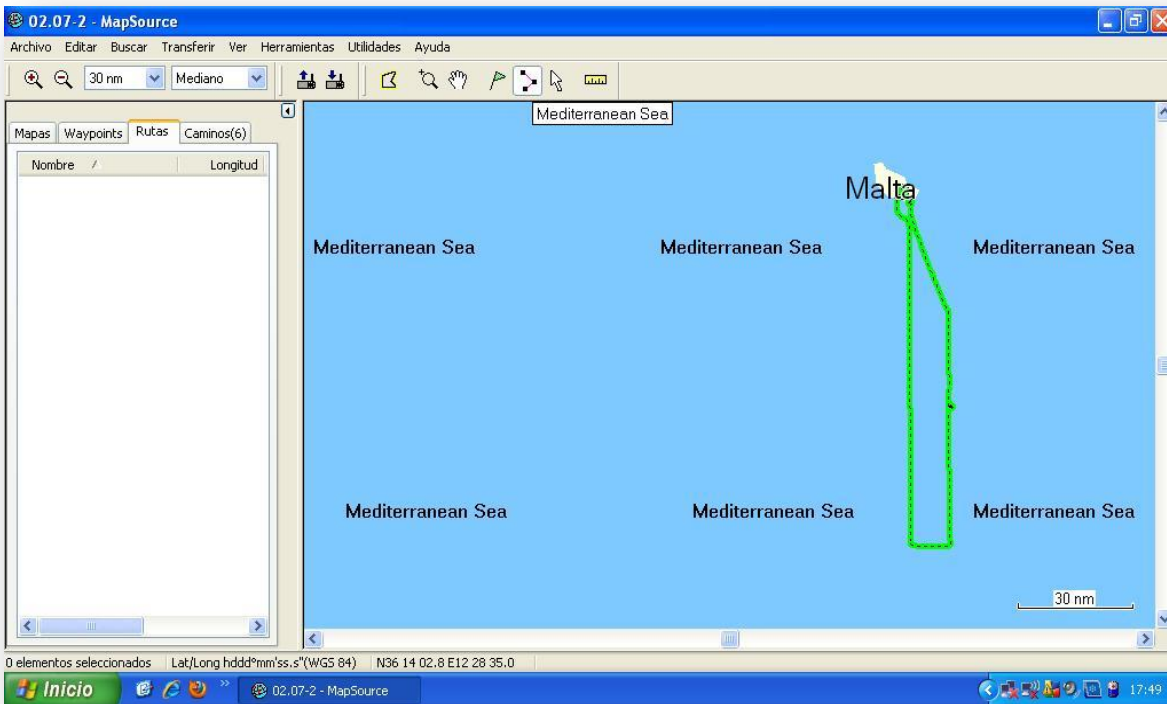 02.07-2 - MapSource
Archivo Editar Buscar Transferir Ver Herramientas Utilidades Ayuda
30 nm Mediano
Mediterranean Sea
Mapas Waypoints Rutas Caminos(6)
Nombre Longitud
Malta
Mediterranean Sea Mediterranean Sea Mediterranean Sea
Mediterranean Sea Mediterranean Sea Mediterranean Sea
30 nm
0 elementos seleccionados Lat/Long hddd°mm'ss.s"(WGS 84) N36 14 02.8 E12 28 35.0
Inicio 02.07-2 - MapSource 17:49